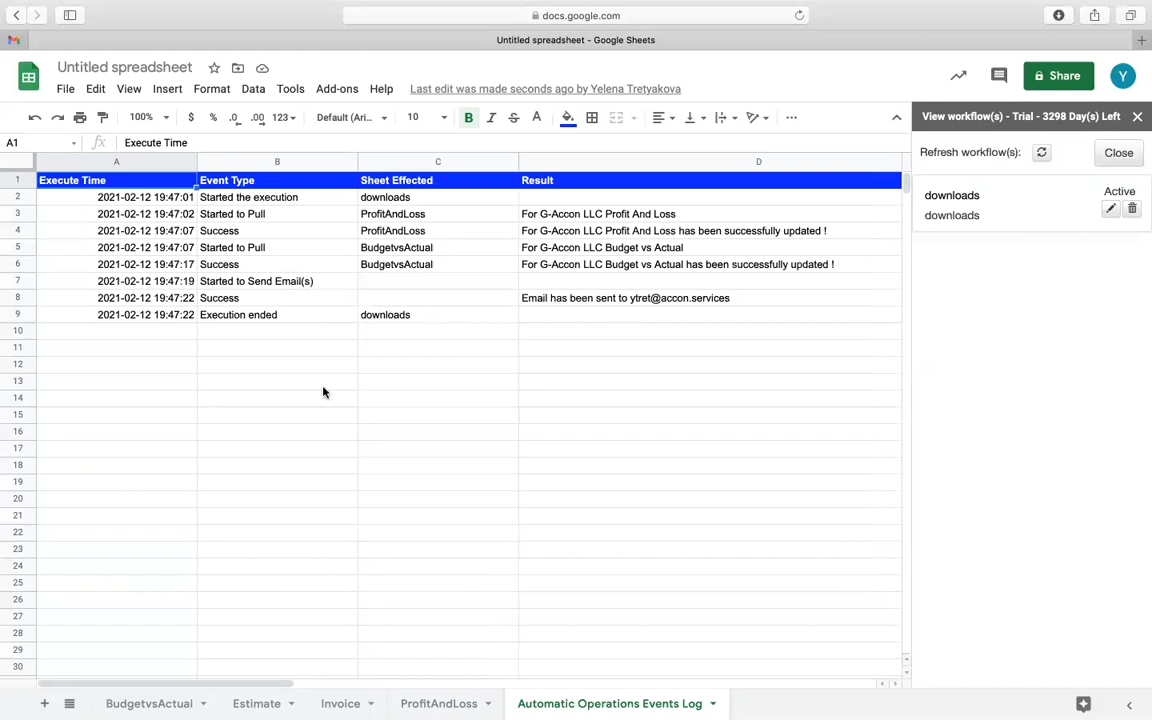 docs.google.com
Untitled spreadsheet - Google Sheets
Untitled spreadsheet
File Edit View Insert Format Data Tools Add-ons Help Last edit was made seconds ago by Yelena Tretyakova
Share
Y
100% $ % .0 .00 123 Default (Ari... 10 B I S A
View workflow(s) - Trial - 3298 Day(s) Left
A1 fx Execute Time
Refresh workflow(s): Close
A B C D
1 Execute Time Event Type Sheet Effected Result
2 2021-02-12 19:47:01 Started the execution downloads
3 2021-02-12 19:47:02 Started to Pull ProfitAndLoss For G-Accon LLC Profit And Loss
4 2021-02-12 19:47:07 Success ProfitAndLoss For G-Accon LLC Profit And Loss has been successfully updated !
5 2021-02-12 19:47:07 Started to Pull BudgetvsActual For G-Accon LLC Budget vs Actual
6 2021-02-12 19:47:17 Success BudgetvsActual For G-Accon LLC Budget vs Actual has been successfully updated !
7 2021-02-12 19:47:19 Started to Send Email(s)
8 2021-02-12 19:47:22 Success Email has been sent to ytret@accon.services
9 2021-02-12 19:47:22 Execution ended downloads
10
11
12
13
14
15
16
17
18
19
20
21
22
23
24
25
26
27
28
29
30
downloads Active
downloads
BudgetvsActual Estimate Invoice ProfitAndLoss Automatic Operations Events Log